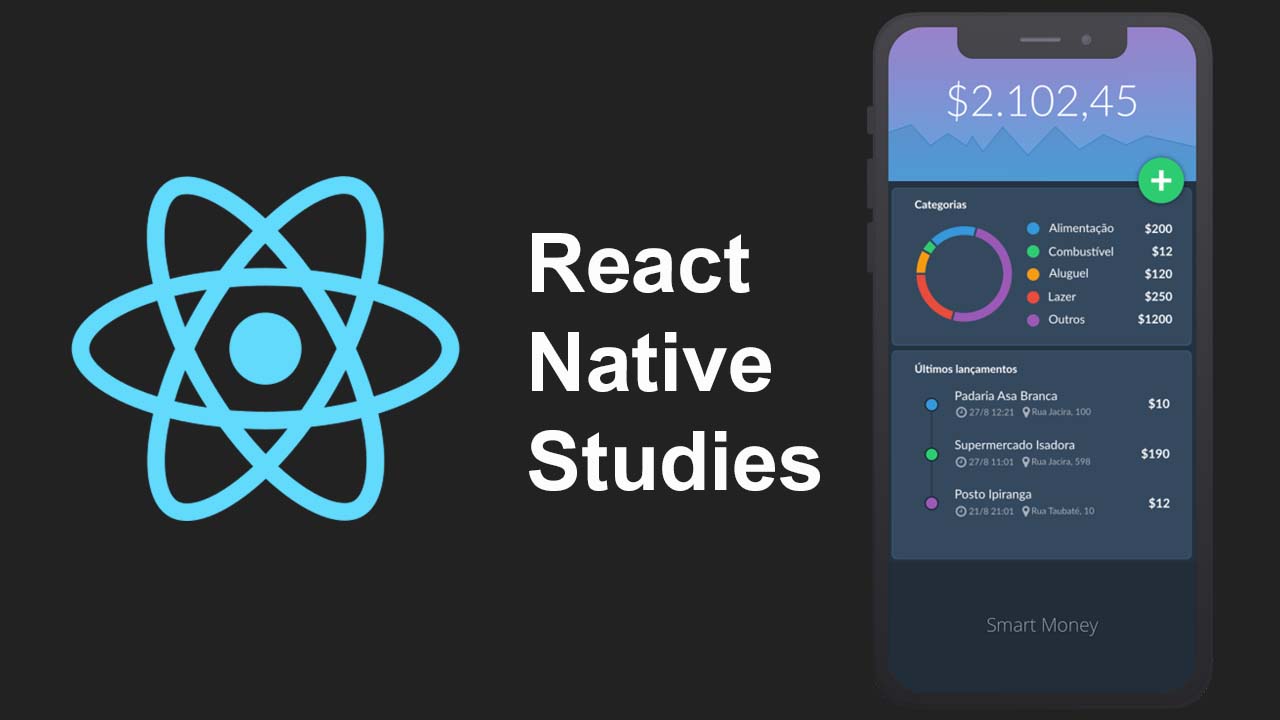 React
Native
Studies
$2.102,45
+
Categorias
Alimentação $200
Combustível $12
Aluguel $120
Lazer $250
Outros $1200
Últimos lançamentos
Padaria Asa Branca
27/8 12:21 Rua Jacira, 100
$10
Supermercado Isadora
27/8 11:01 Rua Jacira, 598
$190
Posto Ipiranga
21/8 21:01 Rua Taubaté, 10
$12
Smart Money